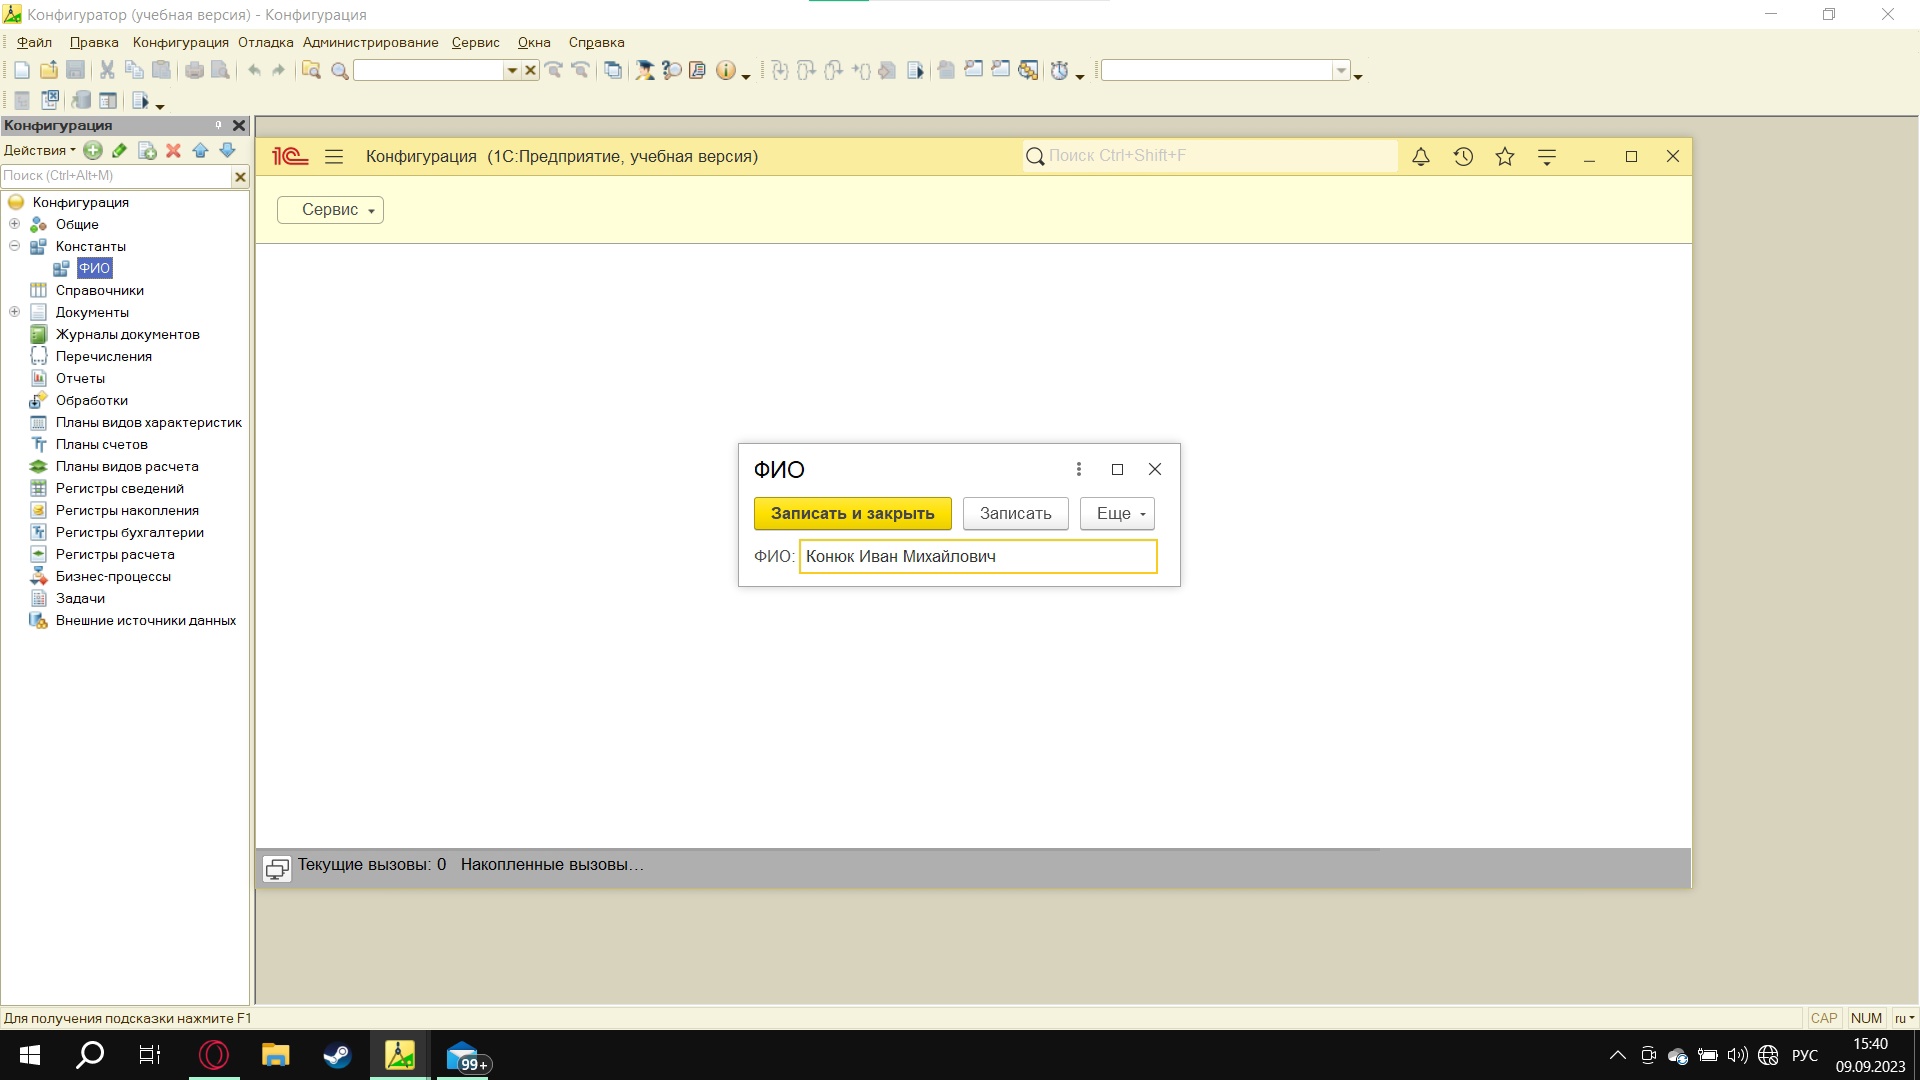 Конфигуратор (учебная версия) - Конфигурация
Файл Правка Конфигурация Отладка Администрирование Сервис Окна Справка
Конфигурация
Действия
Поиск (Ctrl+Alt+M)
Конфигурация
Общие
Константы
ФИО
Справочники
Документы
Журналы документов
Перечисления
Отчеты
Обработки
Планы видов характеристик
Планы счетов
Планы видов расчета
Регистры сведений
Регистры накопления
Регистры бухгалтерии
Регистры расчета
Бизнес-процессы
Задачи
Внешние источники данных
1С Конфигурация (1С:Предприятие, учебная версия)
Поиск Ctrl+Shift+F
Сервис
ФИО
Записать и закрыть Записать Еще
ФИО: Конюк Иван Михайлович
Текущие вызовы: 0 Накопленные вызовы...
Для получения подсказки нажмите F1
CAP NUM ru
99+
РУС
15:40
09.09.2023